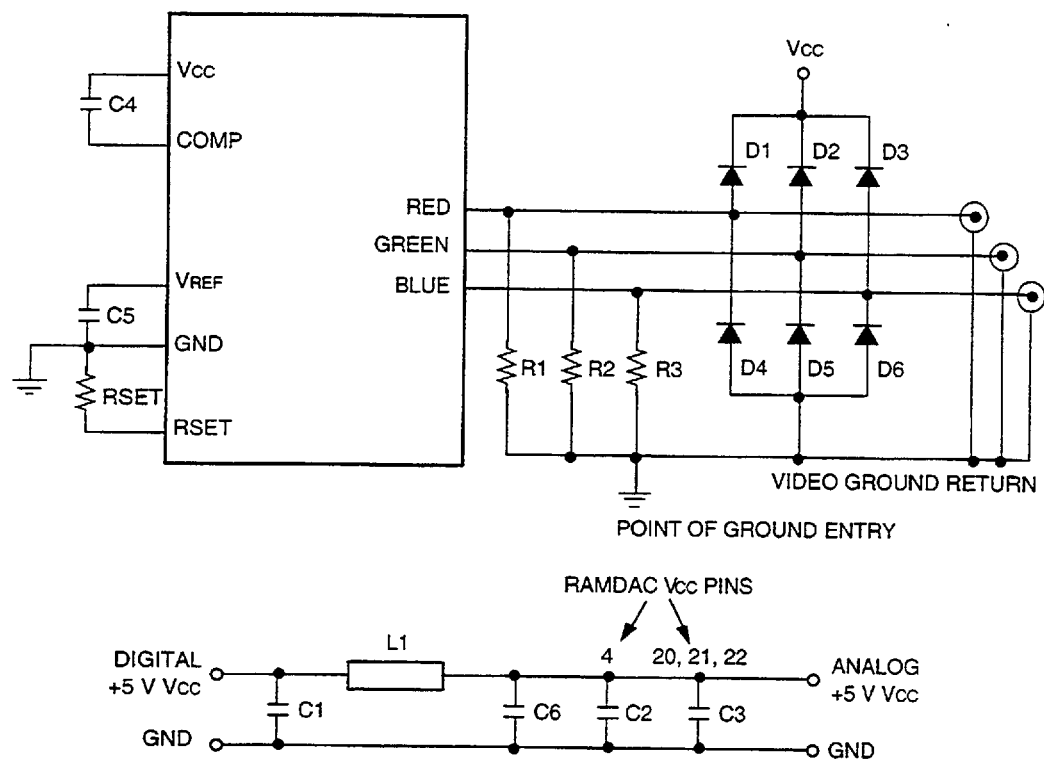 Vcc
C4
COMP
VREF
C5
GND
RSET
RSET
RED
GREEN
BLUE
R1
R2
R3
Vcc
D1
D2
D3
D4
D5
D6
VIDEO GROUND RETURN
POINT OF GROUND ENTRY
RAMDAC Vcc PINS
4
20, 21, 22
DIGITAL
+5 V Vcc
L1
ANALOG
+5 V Vcc
C1
C6
C2
C3
GND
GND